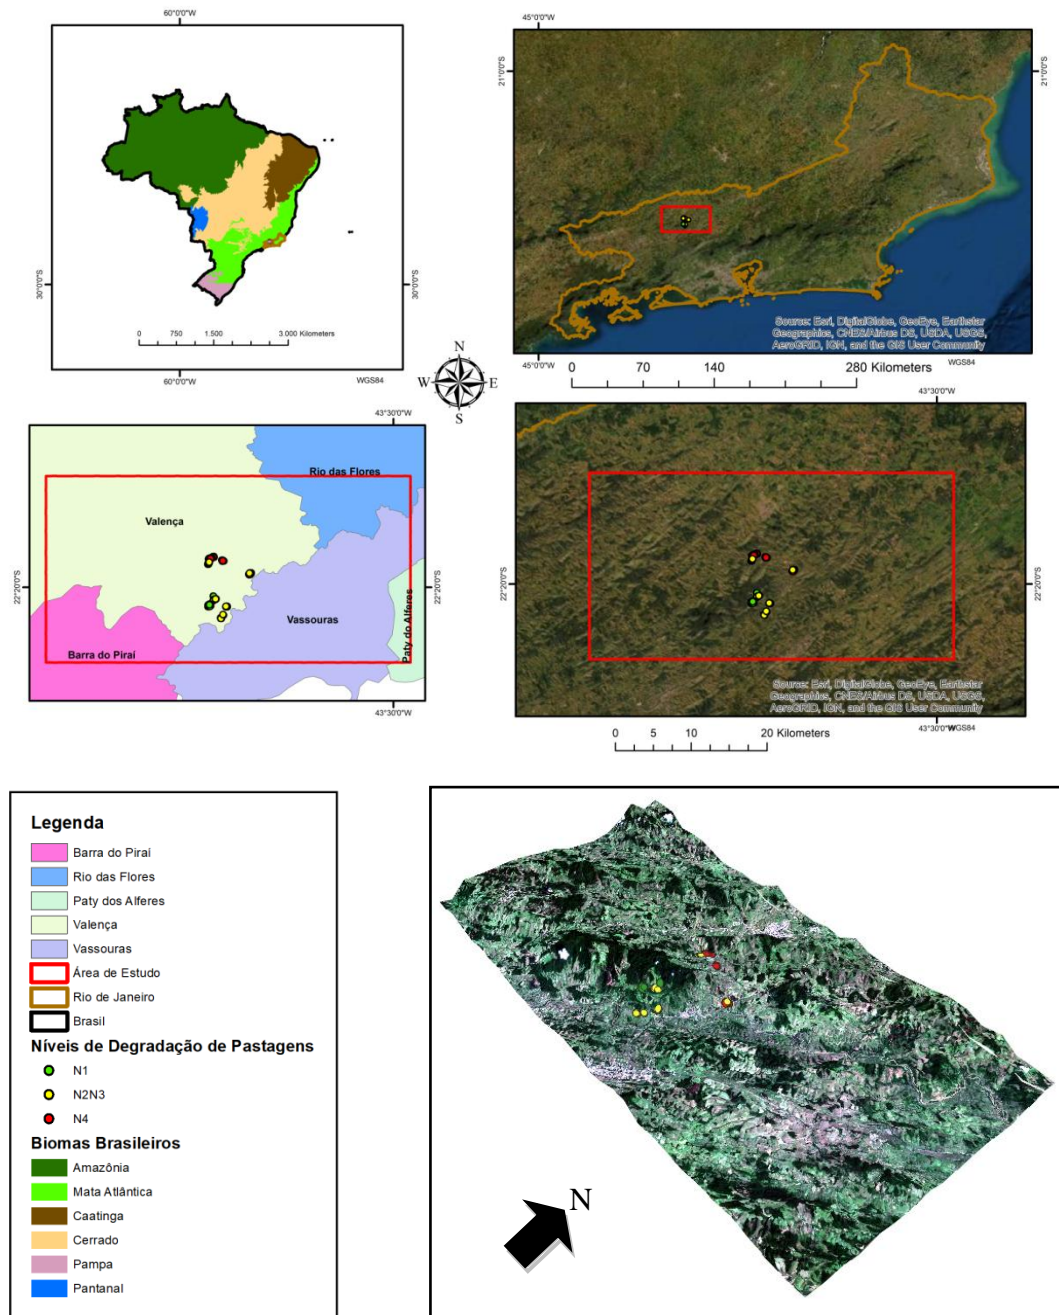 60°0'0"W
30°0'0"S
30°0'0"S
0 750 1.500 3.000 Kilometers
60°0'0"W
WGS84
45°0'0"W
21°0'0"S
21°0'0"S
Source: Esri, DigitalGlobe, GeoEye, Earthstar
Geographics, CNES/Airbus DS, USDA, USGS,
AeroGRID, IGN, and the GIS User Community
45°0'0"W
WGS84
0 70 140 280 Kilometers
N
W
E
S
43°30'0"W
Rio das Flores
Valença
22°20'0"S
Vassouras
Paty do Alferes
Barra do Piraí
43°30'0"W
43°30'0"W
22°20'0"S
22°20'0"S
Source: Esri, DigitalGlobe, GeoEye, Earthstar
Geographics, CNES/Airbus DS, USDA, USGS,
AeroGRID, IGN, and the GIS User Community
43°30'0"W
WGS84
0 5 10 20 Kilometers
Legenda
Barra do Piraí
Rio das Flores
Paty dos Alferes
Valença
Vassouras
Área de Estudo
Rio de Janeiro
Brasil
Níveis de Degradação de Pastagens
N1
N2N3
N4
Biomas Brasileiros
Amazônia
Mata Atlântica
Caatinga
Cerrado
Pampa
Pantanal
N